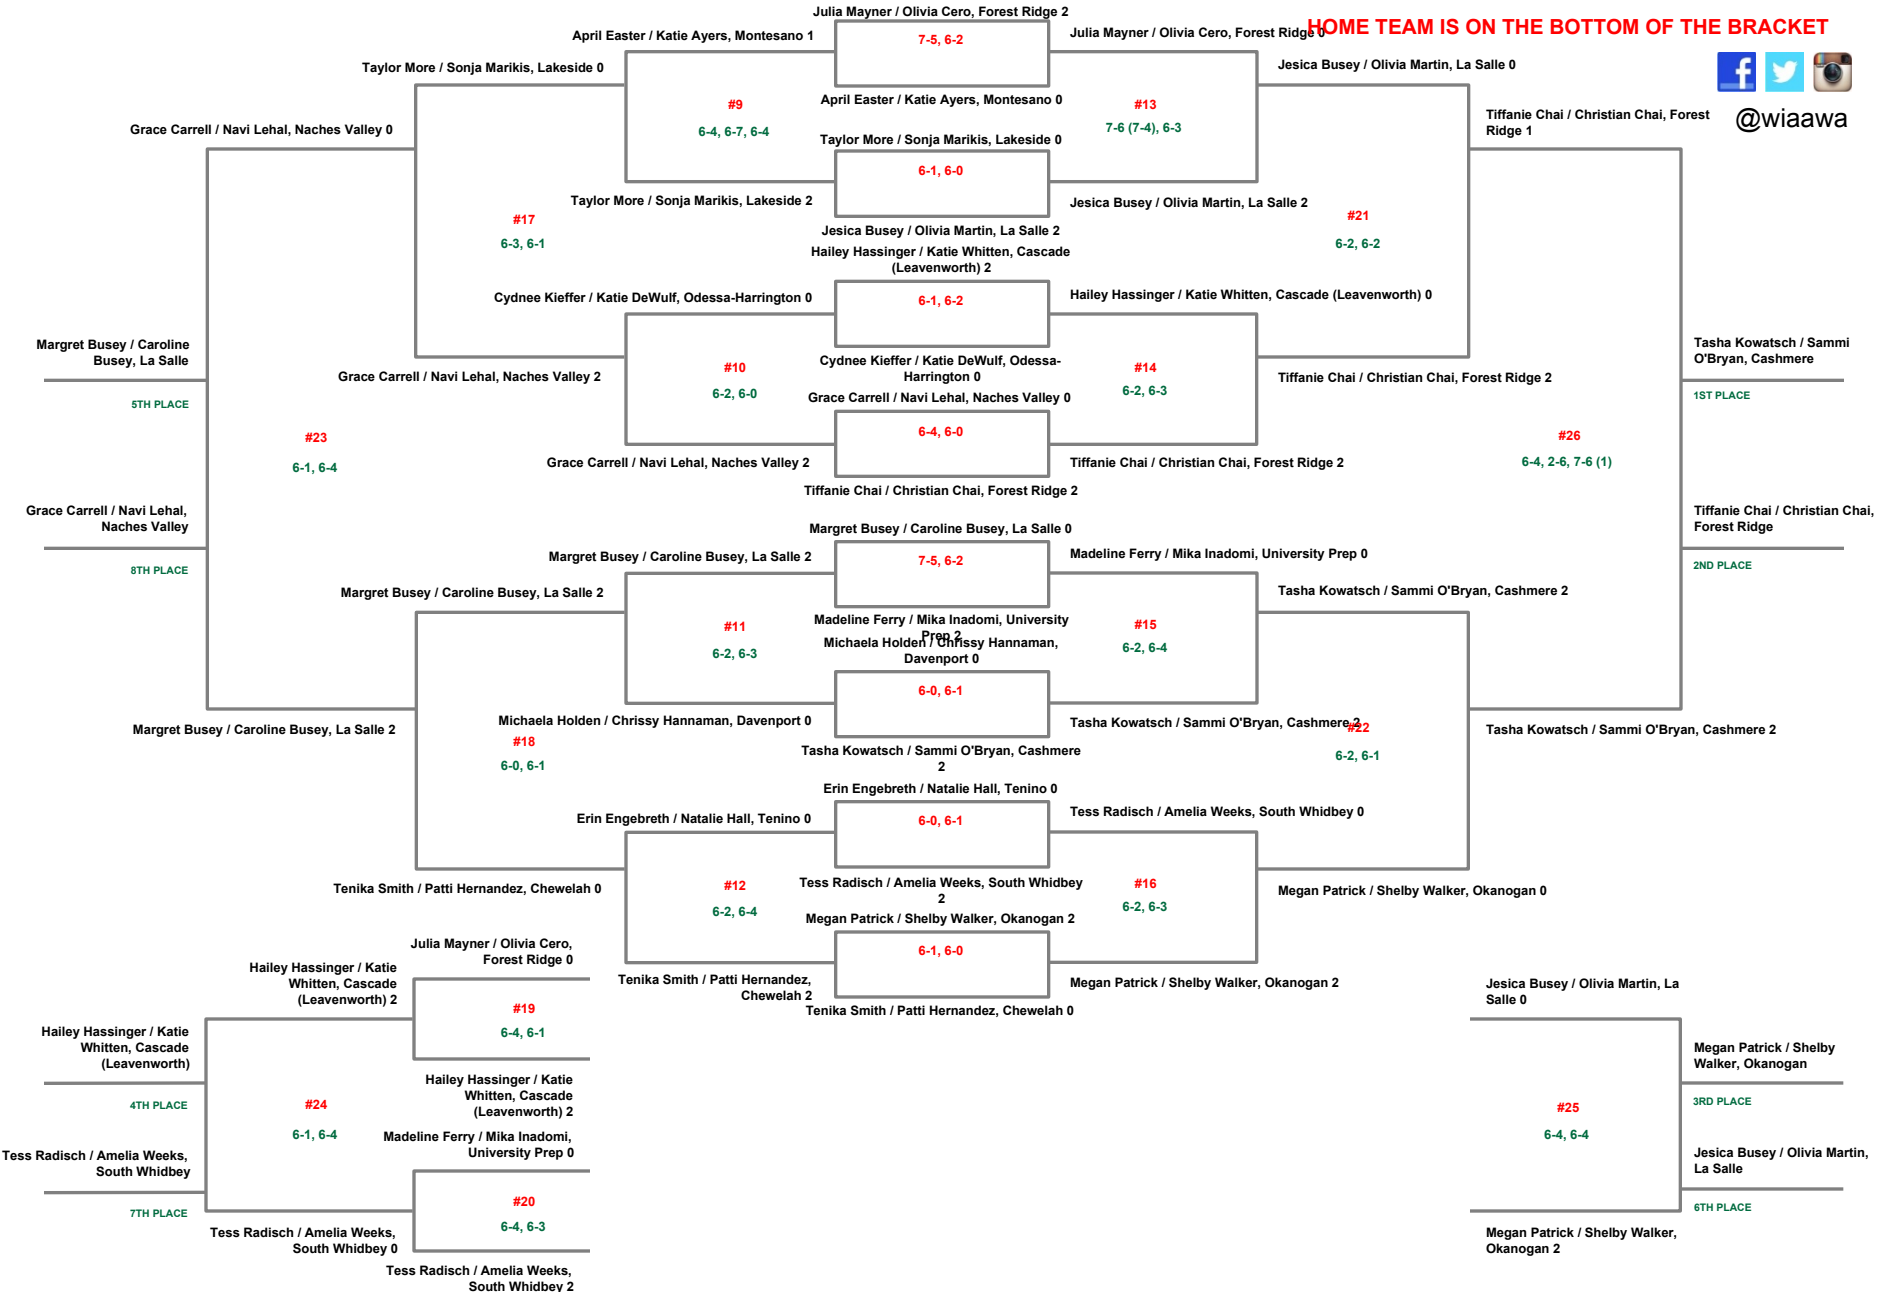 Julia Mayner / Olivia Cero, Forest Ridge 2
HOME TEAM IS ON THE BOTTOM OF THE BRACKET
April Easter / Katie Ayers, Montesano 1
7-5, 6-2
Julia Mayner / Olivia Cero, Forest Ridge 0
Taylor More / Sonja Marikis, Lakeside 0
Jesica Busey / Olivia Martin, La Salle 0
April Easter / Katie Ayers, Montesano 0
#9
6-4, 6-7, 6-4
#13
7-6 (7-4), 6-3
Tiffanie Chai / Christian Chai, Forest
Ridge 1
@wiaawa
Grace Carrell / Navi Lehal, Naches Valley 0
Taylor More / Sonja Marikis, Lakeside 0
6-1, 6-0
Taylor More / Sonja Marikis, Lakeside 2
Jesica Busey / Olivia Martin, La Salle 2
#17
6-3, 6-1
Jesica Busey / Olivia Martin, La Salle 2
#21
6-2, 6-2
Hailey Hassinger / Katie Whitten, Cascade
(Leavenworth) 2
Cydnee Kieffer / Katie DeWulf, Odessa-Harrington 0
6-1, 6-2
Hailey Hassinger / Katie Whitten, Cascade (Leavenworth) 0
Margret Busey / Caroline
Busey, La Salle
5TH PLACE
Cydnee Kieffer / Katie DeWulf, Odessa-
Harrington 0
Tasha Kowatsch / Sammi
O'Bryan, Cashmere
1ST PLACE
Grace Carrell / Navi Lehal, Naches Valley 2
#10
6-2, 6-0
#14
6-2, 6-3
Tiffanie Chai / Christian Chai, Forest Ridge 2
Grace Carrell / Navi Lehal, Naches Valley 0
6-4, 6-0
#23
6-1, 6-4
#26
6-4, 2-6, 7-6 (1)
Grace Carrell / Navi Lehal, Naches Valley 2
Tiffanie Chai / Christian Chai, Forest Ridge 2
Tiffanie Chai / Christian Chai, Forest Ridge 2
Grace Carrell / Navi Lehal,
Naches Valley
8TH PLACE
Tiffanie Chai / Christian Chai,
Forest Ridge
2ND PLACE
Margret Busey / Caroline Busey, La Salle 0
Margret Busey / Caroline Busey, La Salle 2
7-5, 6-2
Madeline Ferry / Mika Inadomi, University Prep 0
Margret Busey / Caroline Busey, La Salle 2
Tasha Kowatsch / Sammi O'Bryan, Cashmere 2
Madeline Ferry / Mika Inadomi, University
Prep 2
#11
6-2, 6-3
#15
6-2, 6-4
Michaela Holden / Chrissy Hannaman,
Davenport 0
6-0, 6-1
Michaela Holden / Chrissy Hannaman, Davenport 0
Tasha Kowatsch / Sammi O'Bryan, Cashmere 2
Margret Busey / Caroline Busey, La Salle 2
#18
6-0, 6-1
Tasha Kowatsch / Sammi O'Bryan, Cashmere
2
#22
6-2, 6-1
Tasha Kowatsch / Sammi O'Bryan, Cashmere 2
Erin Engebreth / Natalie Hall, Tenino 0
Erin Engebreth / Natalie Hall, Tenino 0
6-0, 6-1
Tess Radisch / Amelia Weeks, South Whidbey 0
Tenika Smith / Patti Hernandez, Chewelah 0
Tess Radisch / Amelia Weeks, South Whidbey
2
#12
6-2, 6-4
#16
6-2, 6-3
Megan Patrick / Shelby Walker, Okanogan 0
Megan Patrick / Shelby Walker, Okanogan 2
6-1, 6-0
Tenika Smith / Patti Hernandez,
Chewelah 2
Megan Patrick / Shelby Walker, Okanogan 2
Tenika Smith / Patti Hernandez, Chewelah 0
Julia Mayner / Olivia Cero,
Forest Ridge 0
Hailey Hassinger / Katie
Whitten, Cascade
(Leavenworth) 2
#19
6-4, 6-1
Hailey Hassinger / Katie
Whitten, Cascade
(Leavenworth)
4TH PLACE
Hailey Hassinger / Katie
Whitten, Cascade
(Leavenworth) 2
#24
6-1, 6-4
Madeline Ferry / Mika Inadomi,
University Prep 0
Tess Radisch / Amelia Weeks,
South Whidbey
7TH PLACE
#20
6-4, 6-3
Tess Radisch / Amelia Weeks,
South Whidbey 0
Tess Radisch / Amelia Weeks,
South Whidbey 2
Jesica Busey / Olivia Martin, La
Salle 0
Megan Patrick / Shelby
Walker, Okanogan
3RD PLACE
#25
6-4, 6-4
Jesica Busey / Olivia Martin,
La Salle
6TH PLACE
Megan Patrick / Shelby Walker,
Okanogan 2